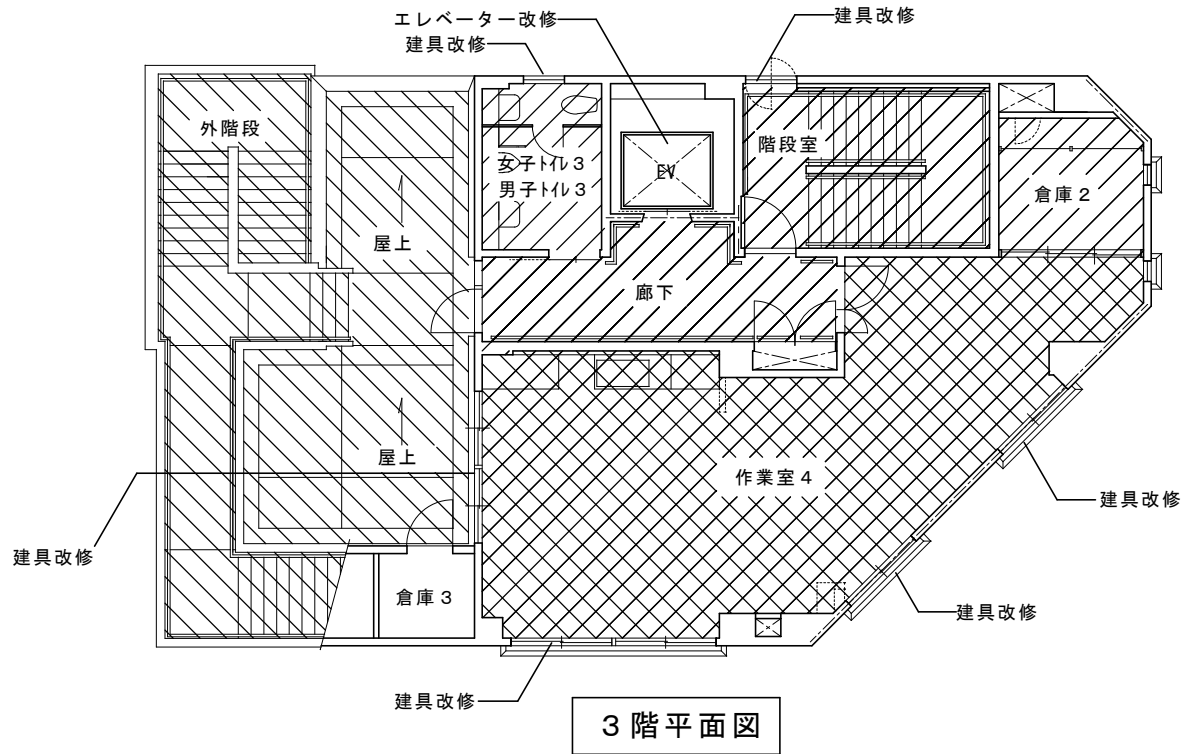 エレベーター改修
建具改修
建具改修
外階段
女子ﾄｲﾚ3
男子ﾄｲﾚ3
EV
階段室
倉庫2
屋上
廊下
屋上
作業室4
建具改修
建具改修
倉庫3
建具改修
建具改修
3階平面図